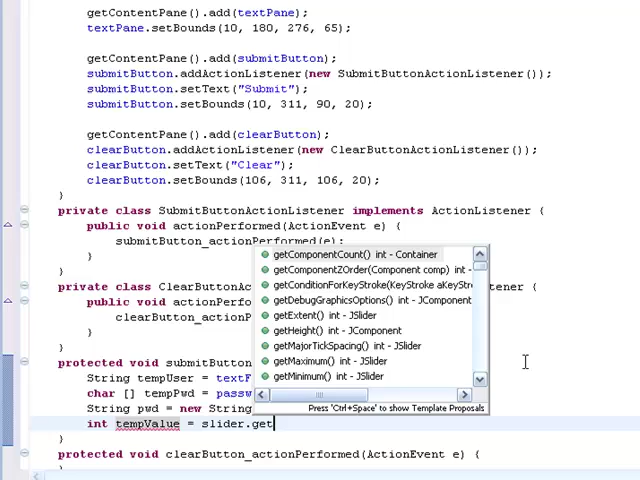 getContentPane().add(textPane);
textPane.setBounds(10, 180, 276, 65);
getContentPane().add(submitButton);
submitButton.addActionListener(new SubmitButtonActionListener());
submitButton.setText("Submit");
submitButton.setBounds(10, 311, 90, 20);
getContentPane().add(clearButton);
clearButton.addActionListener(new ClearButtonActionListener());
clearButton.setText("Clear");
clearButton.setBounds(106, 311, 106, 20);
}
private class SubmitButtonActionListener implements ActionListener {
public void actionPerformed(ActionEvent e) {
submitButton_actionPerformed(e);
}
}
private class ClearButtonAc
tener {
public void actionPerfo
clearButton_actionP
}
}
protected void submitButton
String tempUser = textF
char [] tempPwd = passw
String pwd = new String
int tempValue = slider.get
}
protected void clearButton_actionPerformed(ActionEvent e) {
}
getComponentCount() int - Container
getComponentZOrder(Component comp) int -
getConditionForKeyStroke(KeyStroke aKeyStro
getDebugGraphicsOptions() int - JComponent
getExtent() int - JSlider
getHeight() int - JComponent
getMajorTickSpacing() int - JSlider
getMaximum() int - JSlider
getMinimum() int - JSlider
Press 'Ctrl+Space' to show Template Proposals